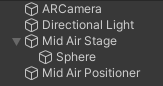 ARCamera
Directional Light
Mid Air Stage
Sphere
Mid Air Positioner